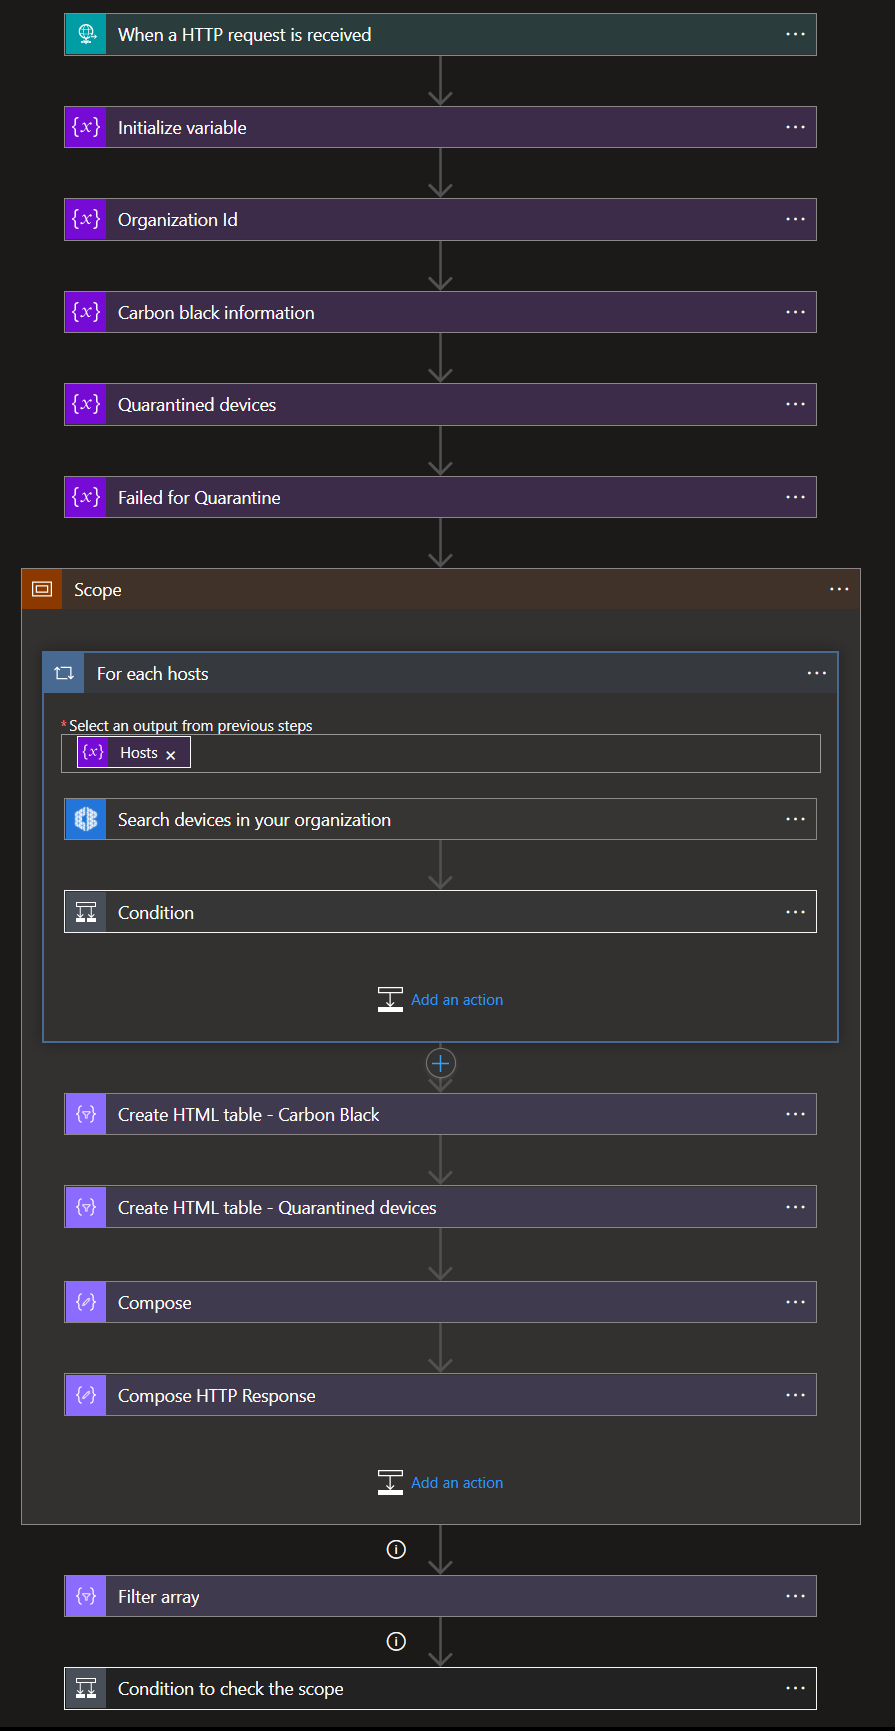 When a HTTP request is received
{x} Initialize variable
{x} Organization Id
{x} Carbon black information
{x} Quarantined devices
{x} Failed for Quarantine
Scope
For each hosts
*Select an output from previous steps
{x} Hosts ×
Search devices in your organization
Condition
Add an action
Create HTML table - Carbon Black
Create HTML table - Quarantined devices
Compose
Compose HTTP Response
Add an action
Filter array
Condition to check the scope